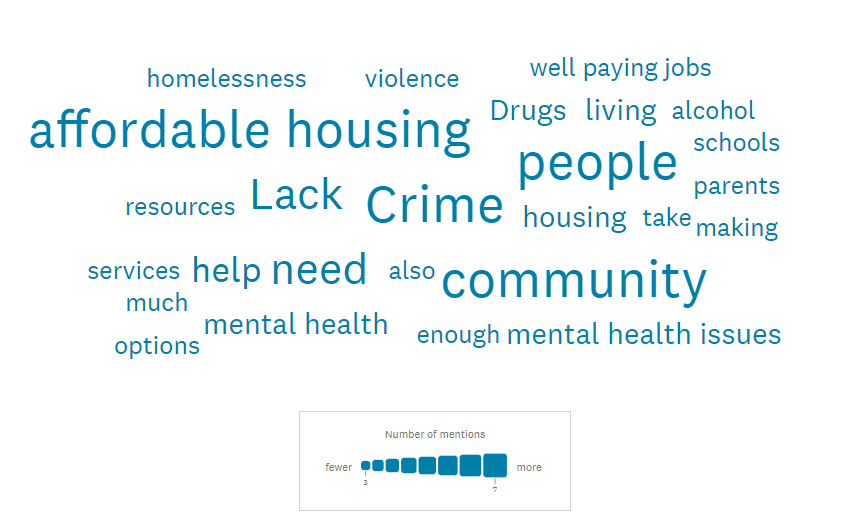 homelessness violence well paying jobs
affordable housing Drugs living alcohol
people schools
resources Lack Crime parents
housing take making
services help need also community
much
mental health
options enough mental health issues
Number of mentions
fewer more
3 7